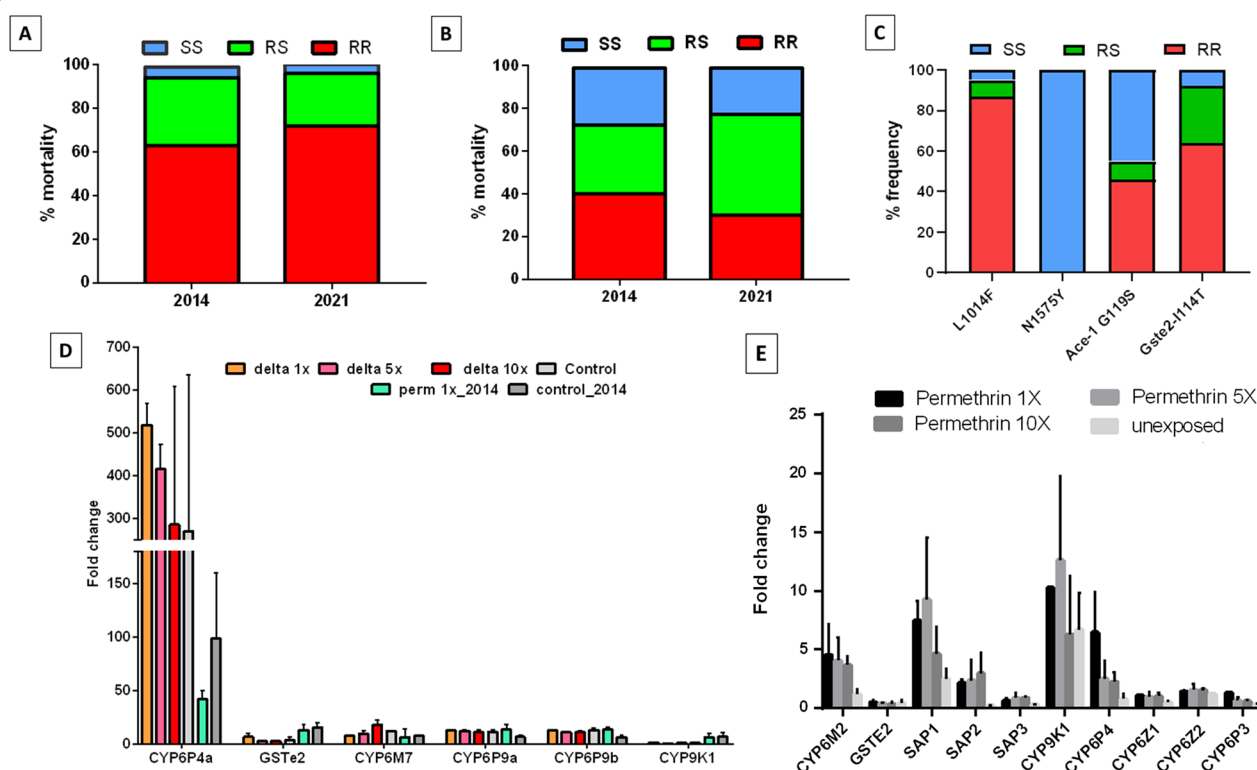 A
SS RS RR
% mortality
100
80
60
40
20
0
2014 2021
B
SS RS RR
% mortality
100
80
60
40
20
0
2014 2021
C
SS RS RR
% frequency
100
80
60
40
20
0
L1014F N1575Y Ace-1 G119S Gste2-I114T
D
delta 1x delta 5x delta 10x Control
perm 1x_2014 control_2014
Fold change
700
600
500
400
300
150
100
50
0
CYP6P4a GSTe2 CYP6M7 CYP6P9a CYP6P9b CYP9K1
E
Permethrin 1X Permethrin 5X
Permethrin 10X unexposed
Fold change
25
20
15
10
5
0
CYP6M2 GSTE2 SAP1 SAP2 SAP3 CYP9K1 CYP6P4 CYP6Z1 CYP6Z2 CYP6P3